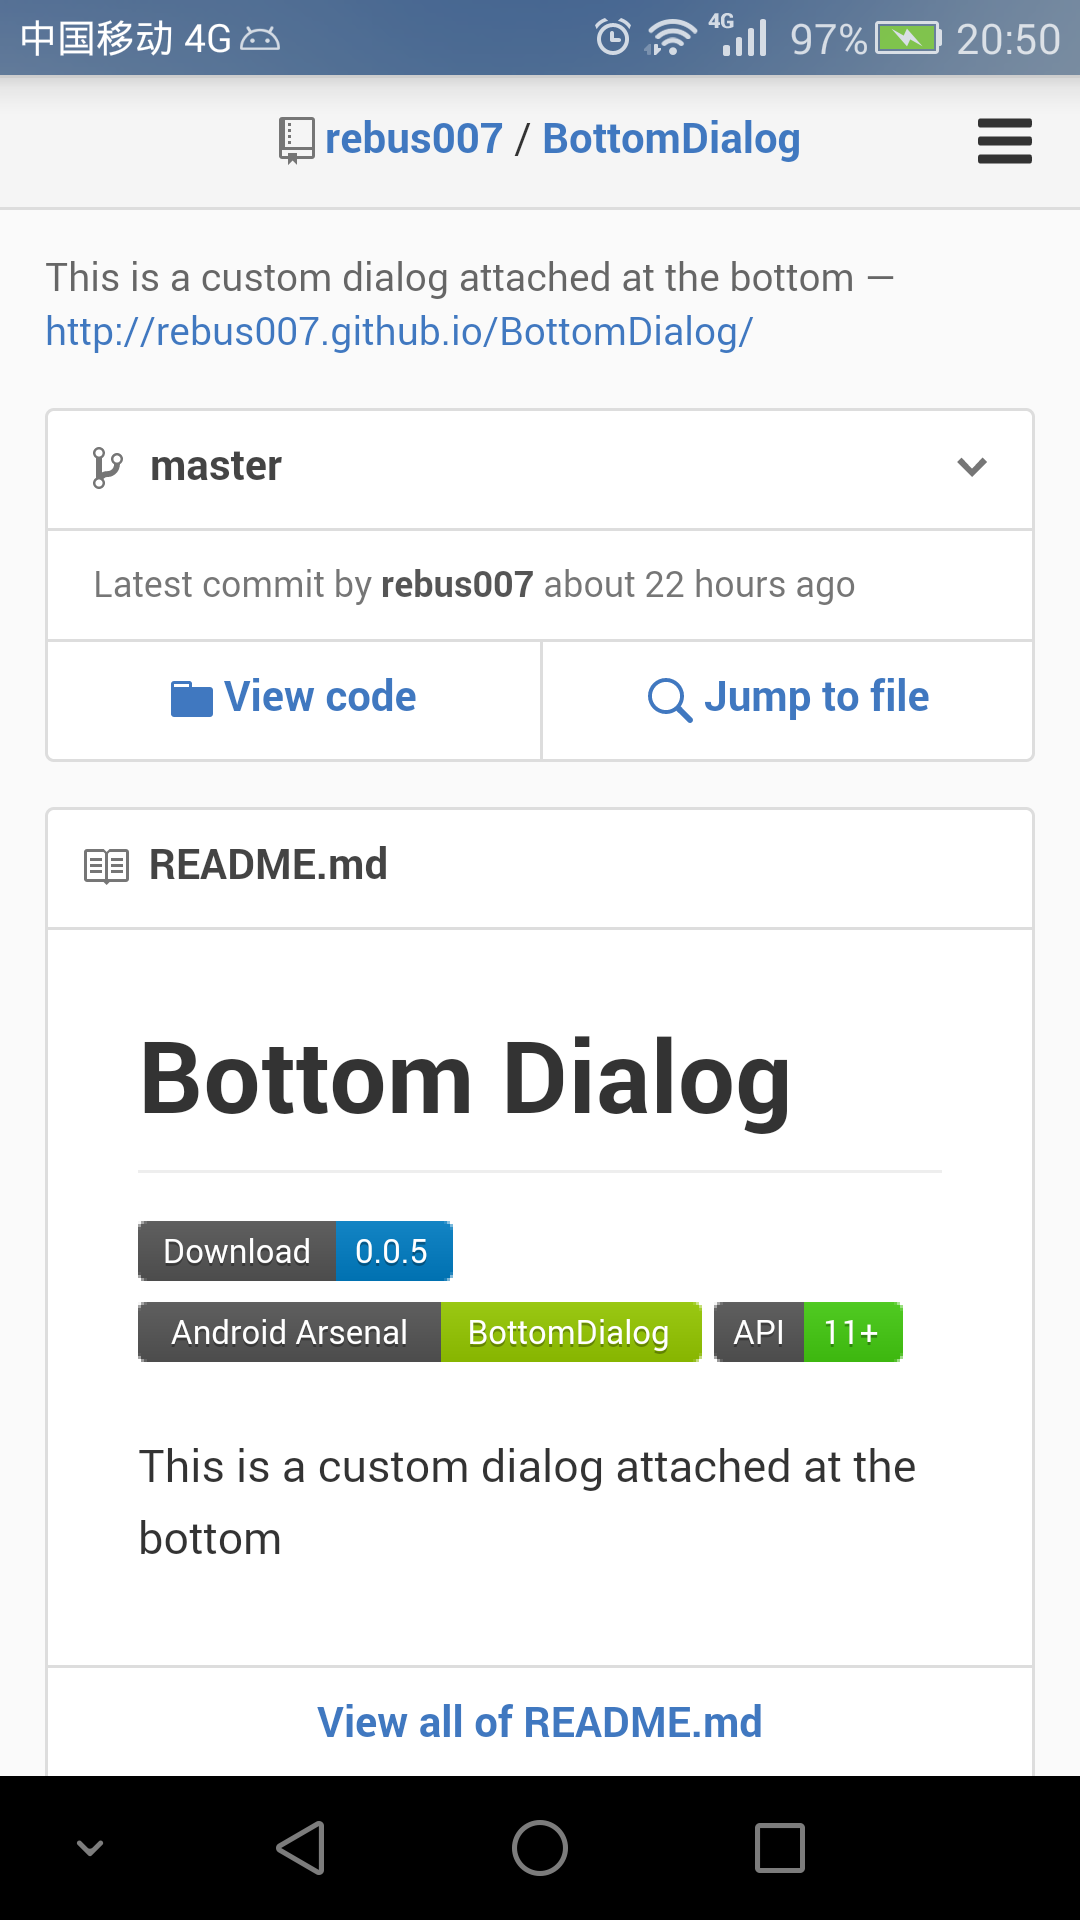 中国移动 4G 4G 97% 20:50
rebus007 / BottomDialog
This is a custom dialog attached at the bottom —
http://rebus007.github.io/BottomDialog/
master
Latest commit by rebus007 about 22 hours ago
View code Jump to file
README.md
Bottom Dialog
Download 0.0.5
Android Arsenal BottomDialog API 11+
This is a custom dialog attached at the
bottom
View all of README.md